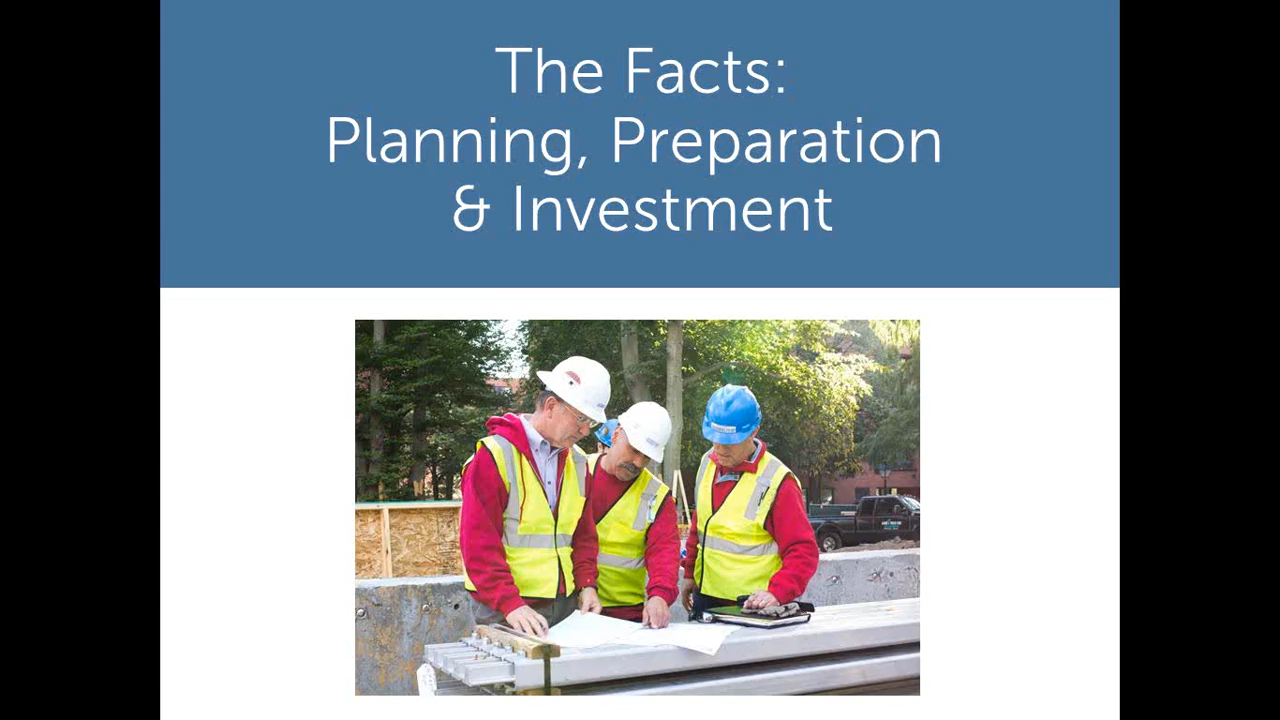 The Facts:
Planning, Preparation
& Investment